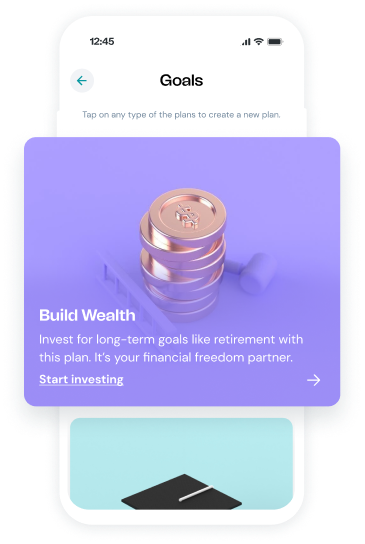 12:45
Goals
Tap on any type of the plans to create a new plan.
Build Wealth
Invest for long-term goals like retirement with
this plan. It's your financial freedom partner.
Start investing